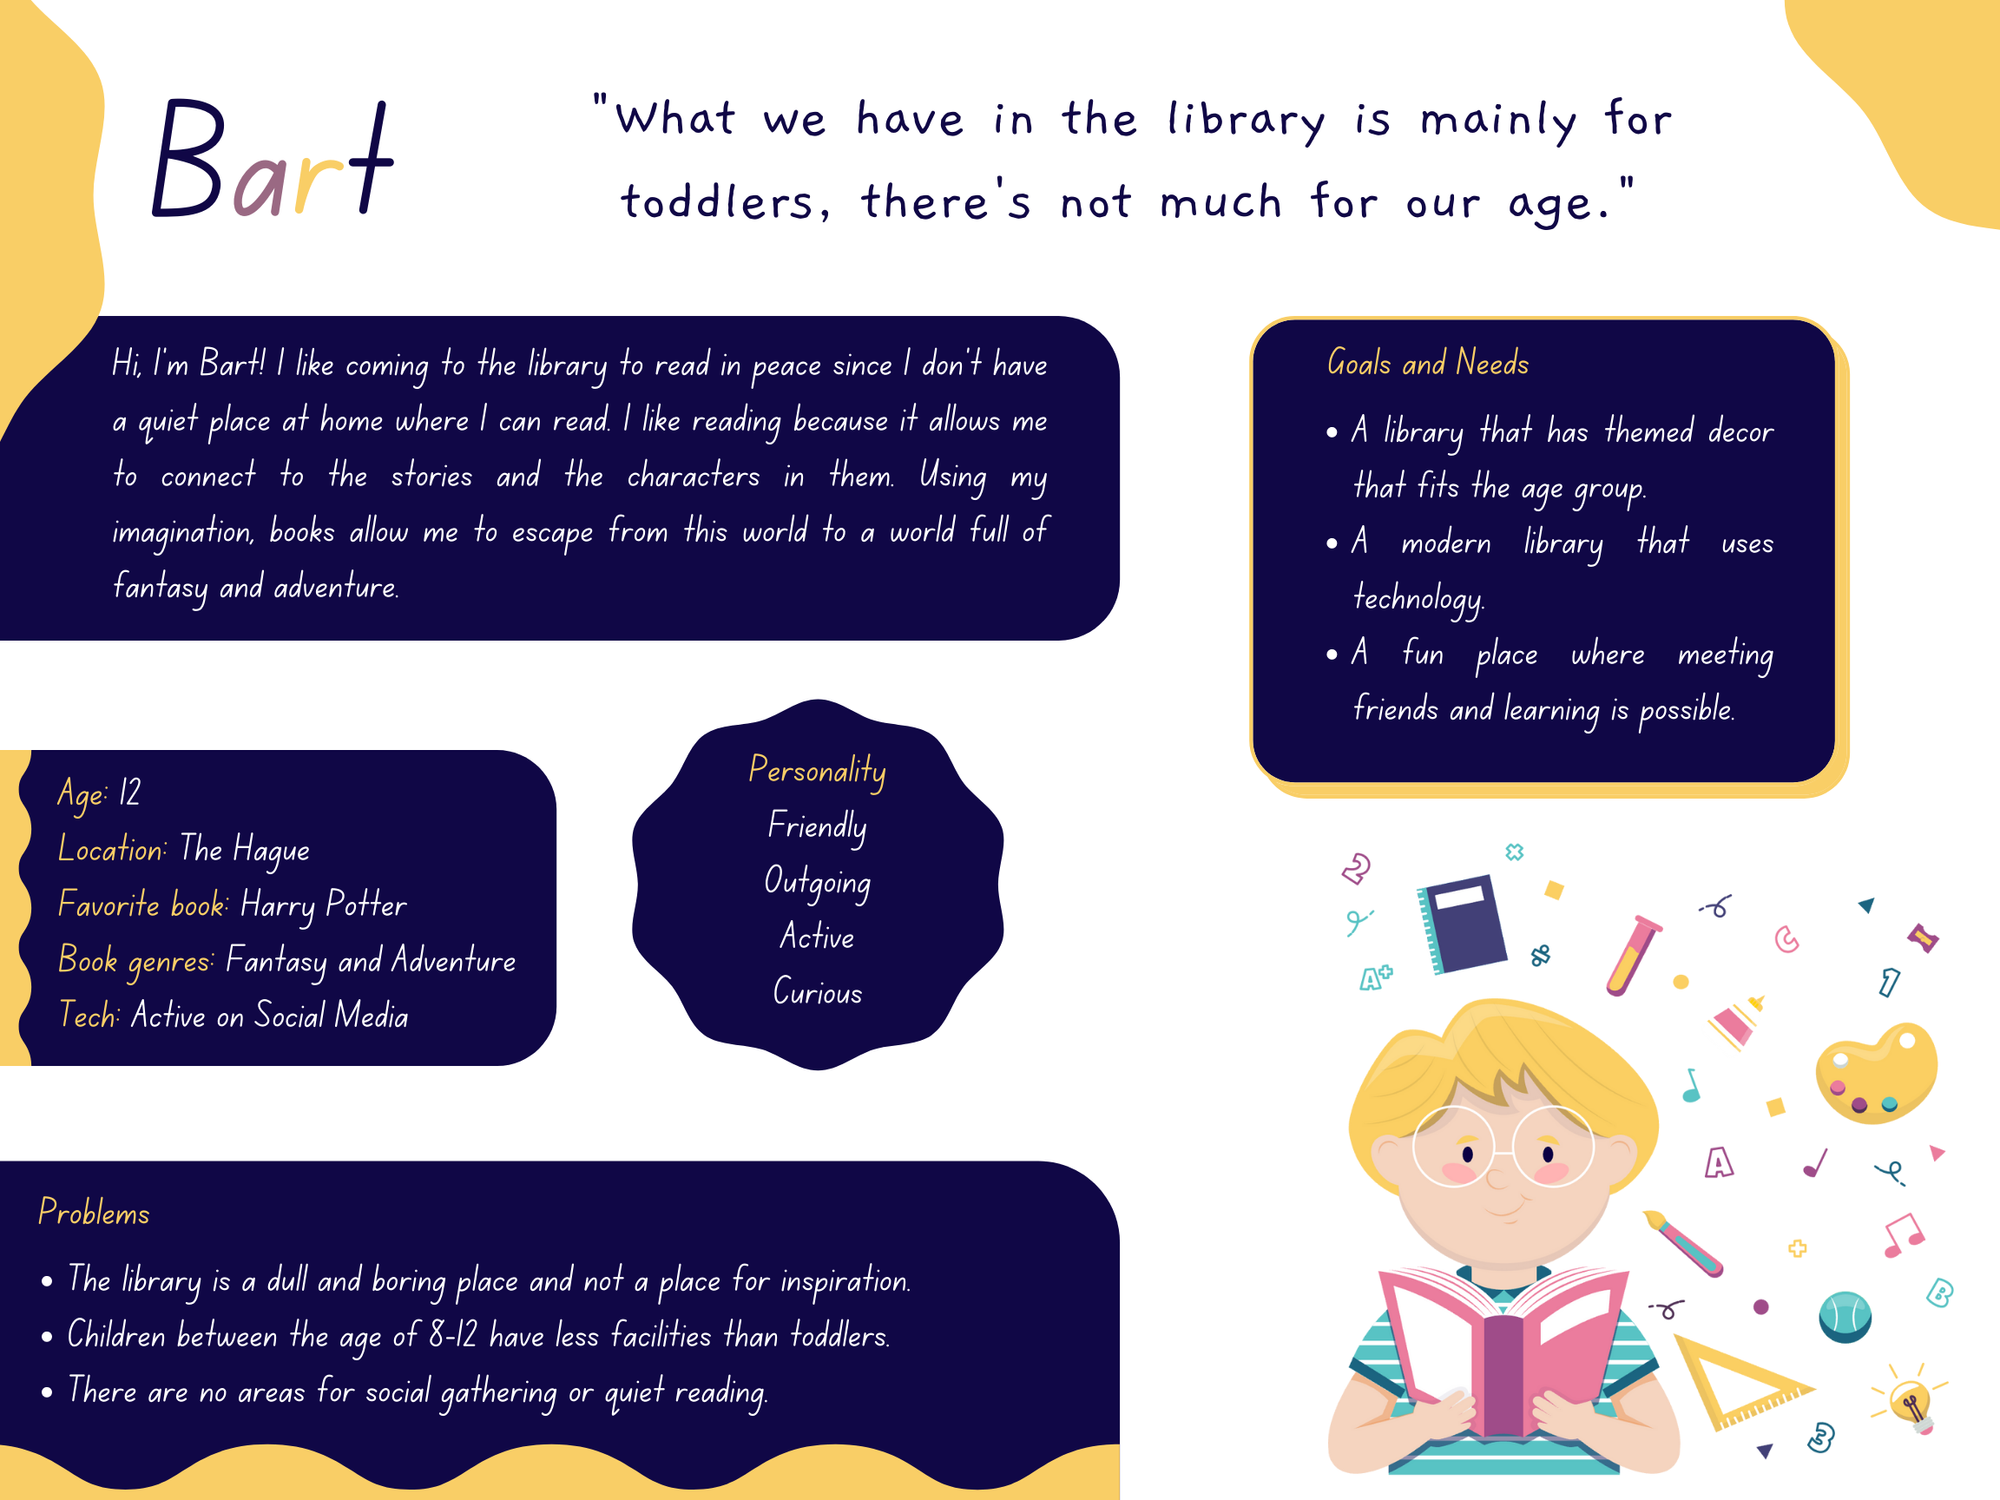 Bart
"What we have in the library is mainly for
toddlers, there's not much for our age."
Hi, I'm Bart! I like coming to the library to read in peace since I don't have
a quiet place at home where I can read. I like reading because it allows me
to connect to the stories and the characters in them. Using my
imagination, books allow me to escape from this world to a world full of
fantasy and adventure.
Goals and Needs
• A library that has themed decor
that fits the age group.
• A modern library that uses
technology.
• A fun place where meeting
friends and learning is possible.
Age: 12
Location: The Hague
Favorite book: Harry Potter
Book genres: Fantasy and Adventure
Tech: Active on Social Media
Personality
Friendly
Outgoing
Active
Curious
Problems
• The library is a dull and boring place and not a place for inspiration.
• Children between the age of 8-12 have less facilities than toddlers.
• There are no areas for social gathering or quiet reading.
2
A+
C
1
A
B
3